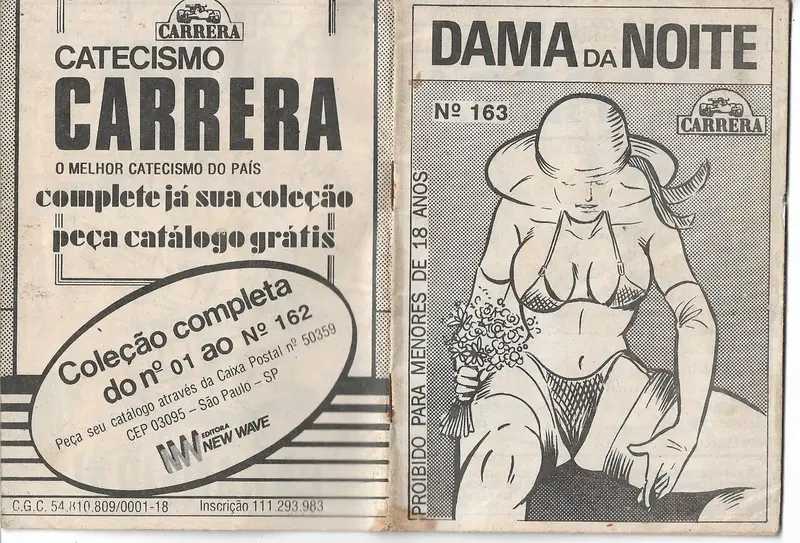 CARRERA
CATECISMO
CARRERA
O MELHOR CATECISMO DO PAÍS
complete já sua coleção
peça catálogo grátis
Coleção completa
do nº 01 ao Nº 162
Peça seu catálogo através da Caixa Postal nº 50359
CEP 03095 – São Paulo – SP
NW EDITORA
NEW WAVE
C.G.C. 54.810.809/0001-18 Inscrição 111.293.983
DAMA DA NOITE
Nº 163
CARRERA
PROIBIDO PARA MENORES DE 18 ANOS